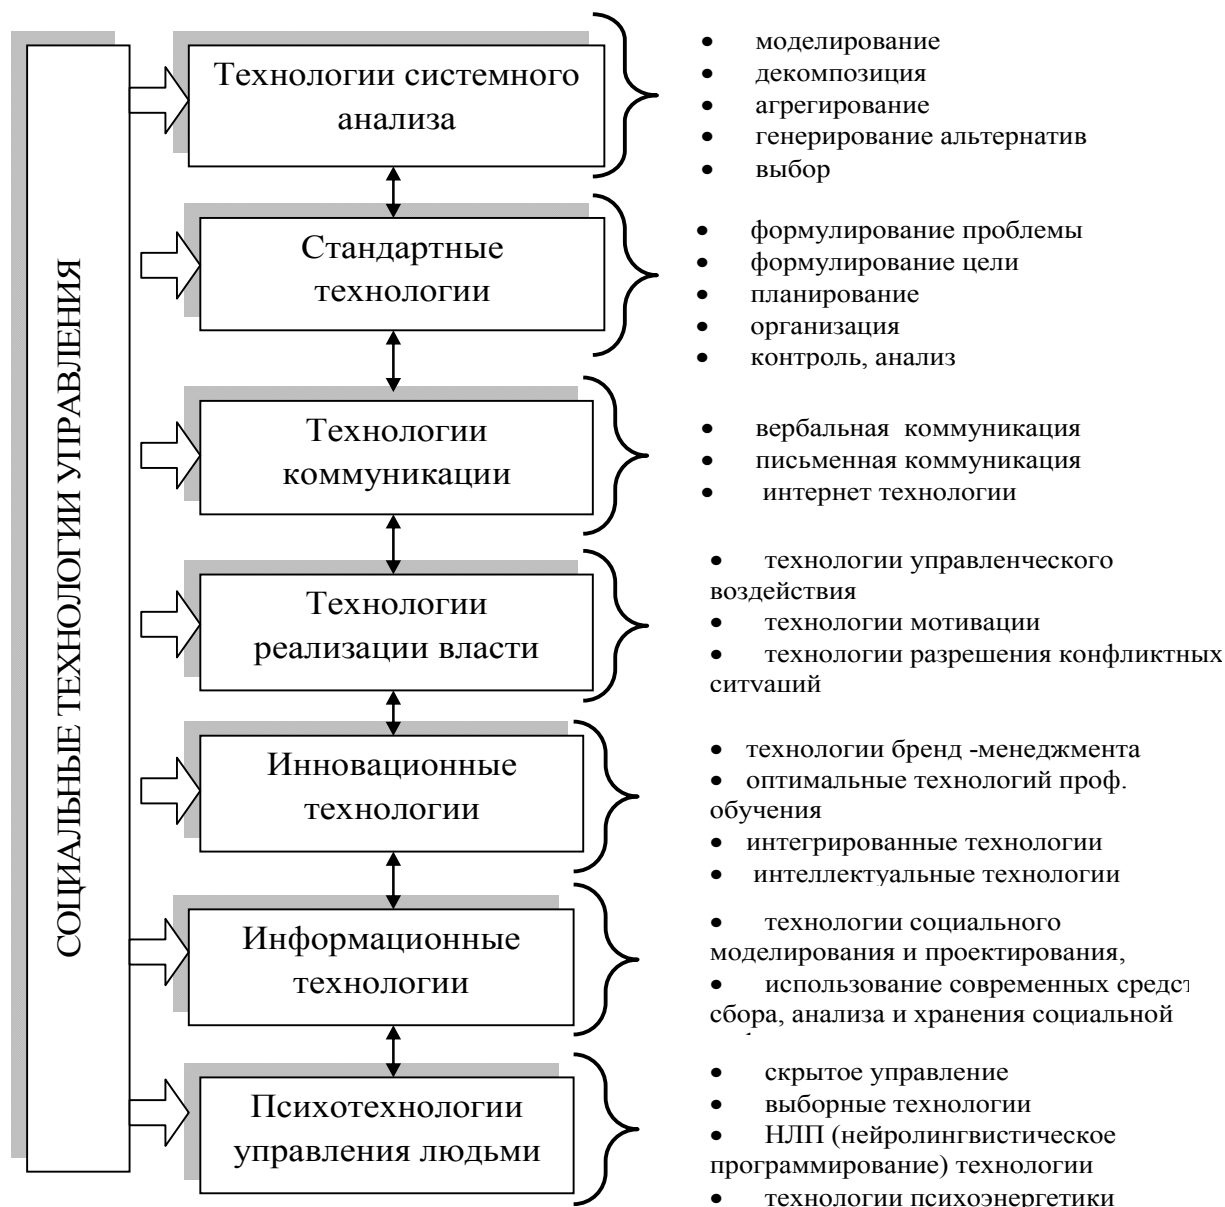 СОЦИАЛЬНЫЕ ТЕХНОЛОГИИ УПРАВЛЕНИЯ
Технологии системного
анализа
• моделирование
• декомпозиция
• агрегирование
• генерирование альтернатив
• выбор
Стандартные
технологии
• формулирование проблемы
• формулирование цели
• планирование
• организация
• контроль, анализ
Технологии
коммуникации
• вербальная коммуникация
• письменная коммуникация
• интернет технологии
Технологии
реализации власти
• технологии управленческого
воздействия
• технологии мотивации
• технологии разрешения конфликтных
ситуаций
Инновационные
технологии
• технологии бренд -менеджмента
• оптимальные технологий проф.
обучения
• интегрированные технологии
• интеллектуальные технологии
Информационные
технологии
• технологии социального
моделирования и проектирования,
• использование современных средст
сбора, анализа и хранения социальной
Психотехнологии
управления людьми
• скрытое управление
• выборные технологии
• НЛП (нейролингвистическое
программирование) технологии
• технологии психоэнергетики